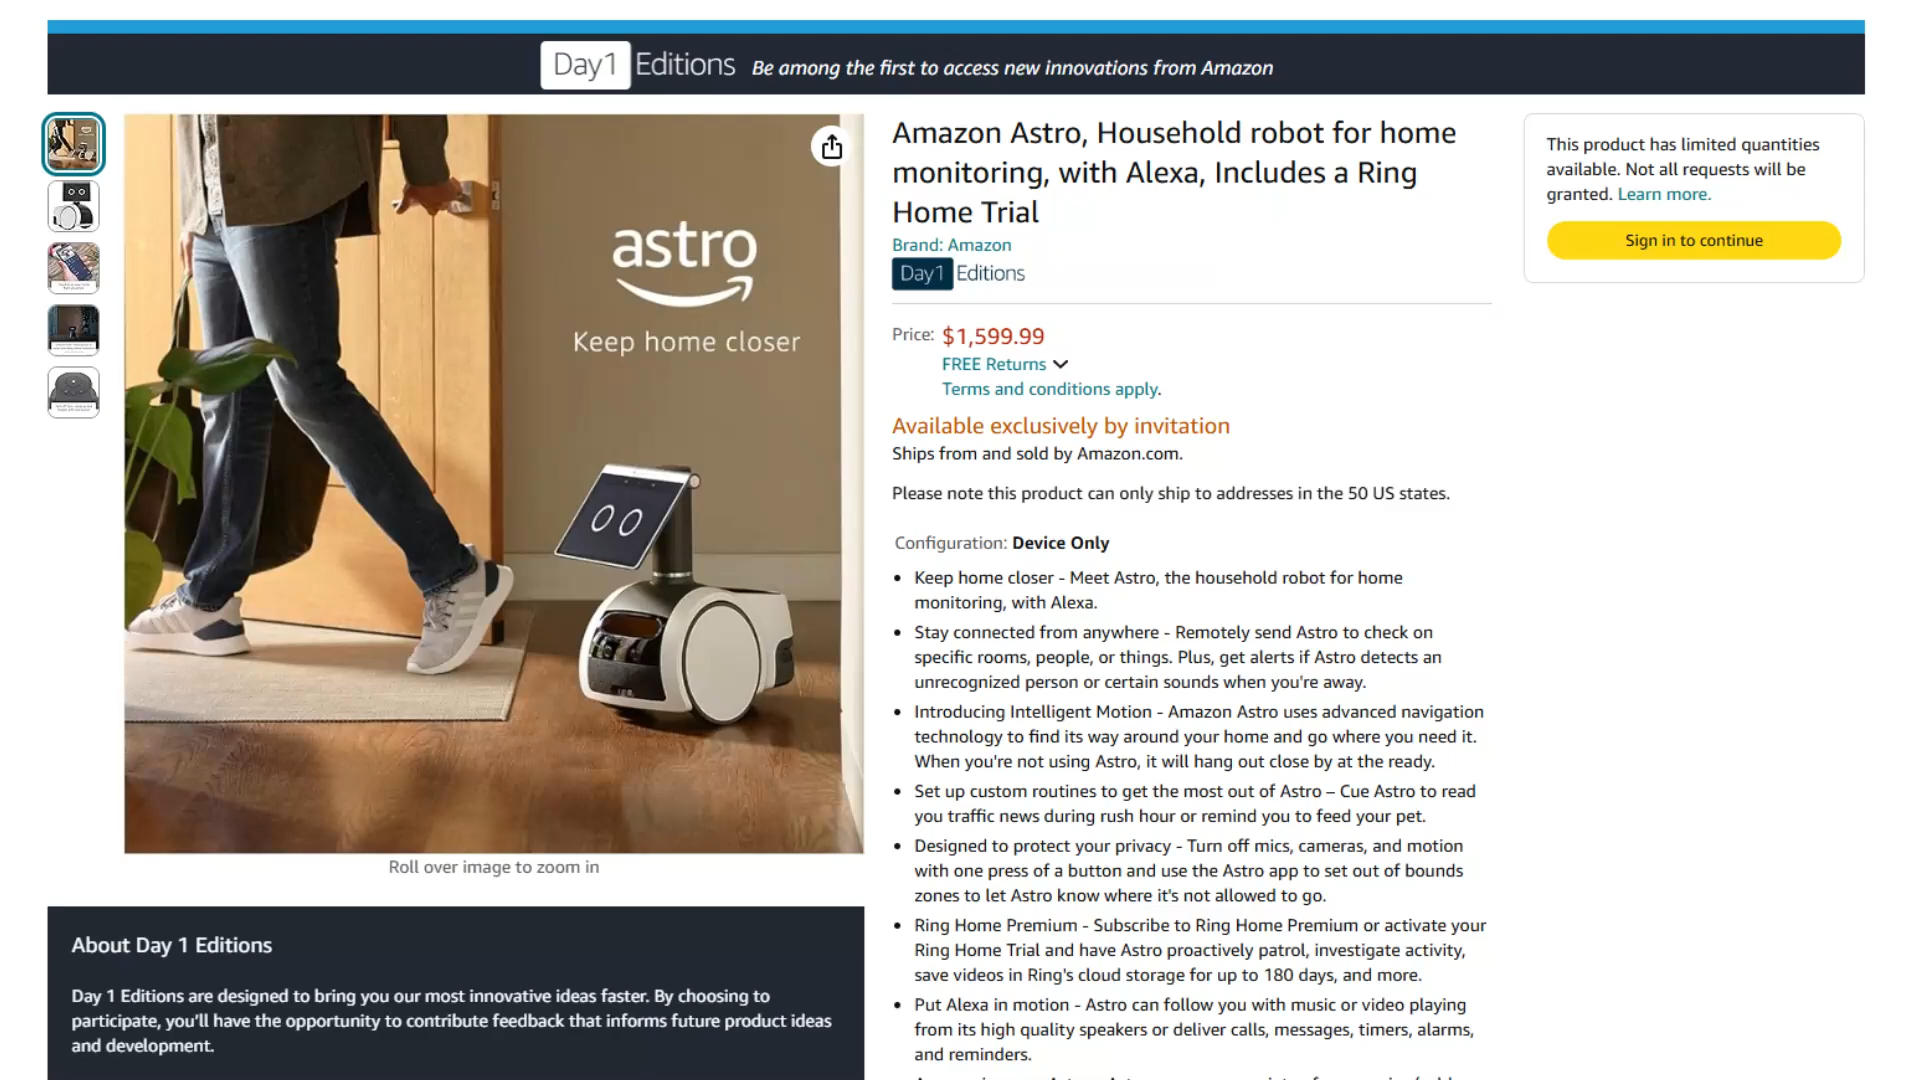 Day1 Editions Be among the first to access new innovations from Amazon
astro
Keep home closer
Roll over image to zoom in
About Day 1 Editions
Day 1 Editions are designed to bring you our most innovative ideas faster. By choosing to
participate, you'll have the opportunity to contribute feedback that informs future product ideas
and development.
Amazon Astro, Household robot for home
monitoring, with Alexa, Includes a Ring
Home Trial
Brand: Amazon
Day1 Editions
Price: $1,599.99
FREE Returns
Terms and conditions apply.
Available exclusively by invitation
Ships from and sold by Amazon.com.
Please note this product can only ship to addresses in the 50 US states.
Configuration: Device Only
• Keep home closer - Meet Astro, the household robot for home
monitoring, with Alexa.
• Stay connected from anywhere - Remotely send Astro to check on
specific rooms, people, or things. Plus, get alerts if Astro detects an
unrecognized person or certain sounds when you're away.
• Introducing Intelligent Motion - Amazon Astro uses advanced navigation
technology to find its way around your home and go where you need it.
When you're not using Astro, it will hang out close by at the ready.
• Set up custom routines to get the most out of Astro – Cue Astro to read
you traffic news during rush hour or remind you to feed your pet.
• Designed to protect your privacy - Turn off mics, cameras, and motion
with one press of a button and use the Astro app to set out of bounds
zones to let Astro know where it's not allowed to go.
• Ring Home Premium - Subscribe to Ring Home Premium or activate your
Ring Home Trial and have Astro proactively patrol, investigate activity,
save videos in Ring's cloud storage for up to 180 days, and more.
• Put Alexa in motion - Astro can follow you with music or video playing
from its high quality speakers or deliver calls, messages, timers, alarms,
and reminders.
This product has limited quantities
available. Not all requests will be
granted. Learn more.
Sign in to continue